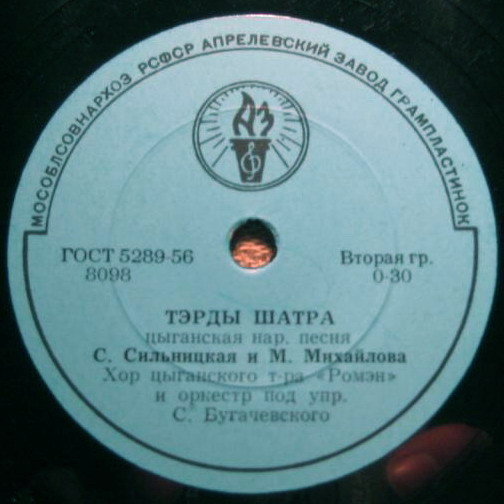 МОСОБЛСОВНАРХОЗ РСФСР АПРЕЛЕВСКИЙ ЗАВОД ГРАМПЛАСТИНОК
АЗ
ГОСТ 5289-56
8098
Вторая гр.
0-30
ТЭРДЫ ШАТРА
цыганская нар. песня
С. Сильницкая и М. Михайлова
Хор цыганского т-ра «Ромэн»
и оркестр под упр.
С. Бугачевского